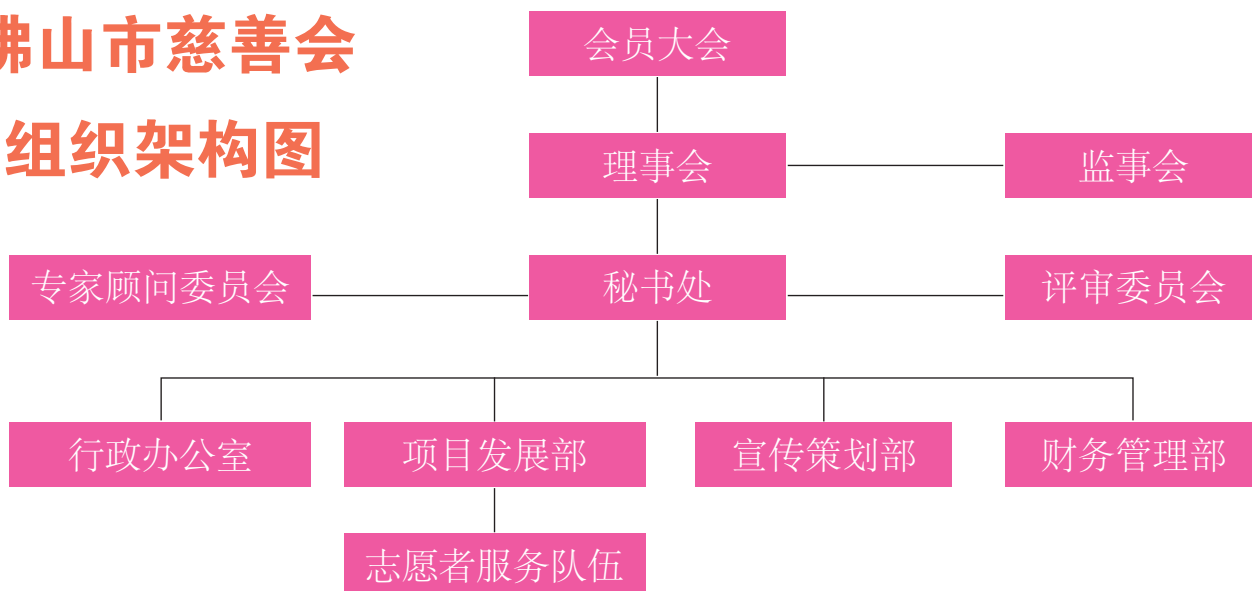 佛山市慈善会
组织架构图
会员大会
理事会
监事会
专家顾问委员会
秘书处
评审委员会
行政办公室
项目发展部
宣传策划部
财务管理部
志愿者服务队伍